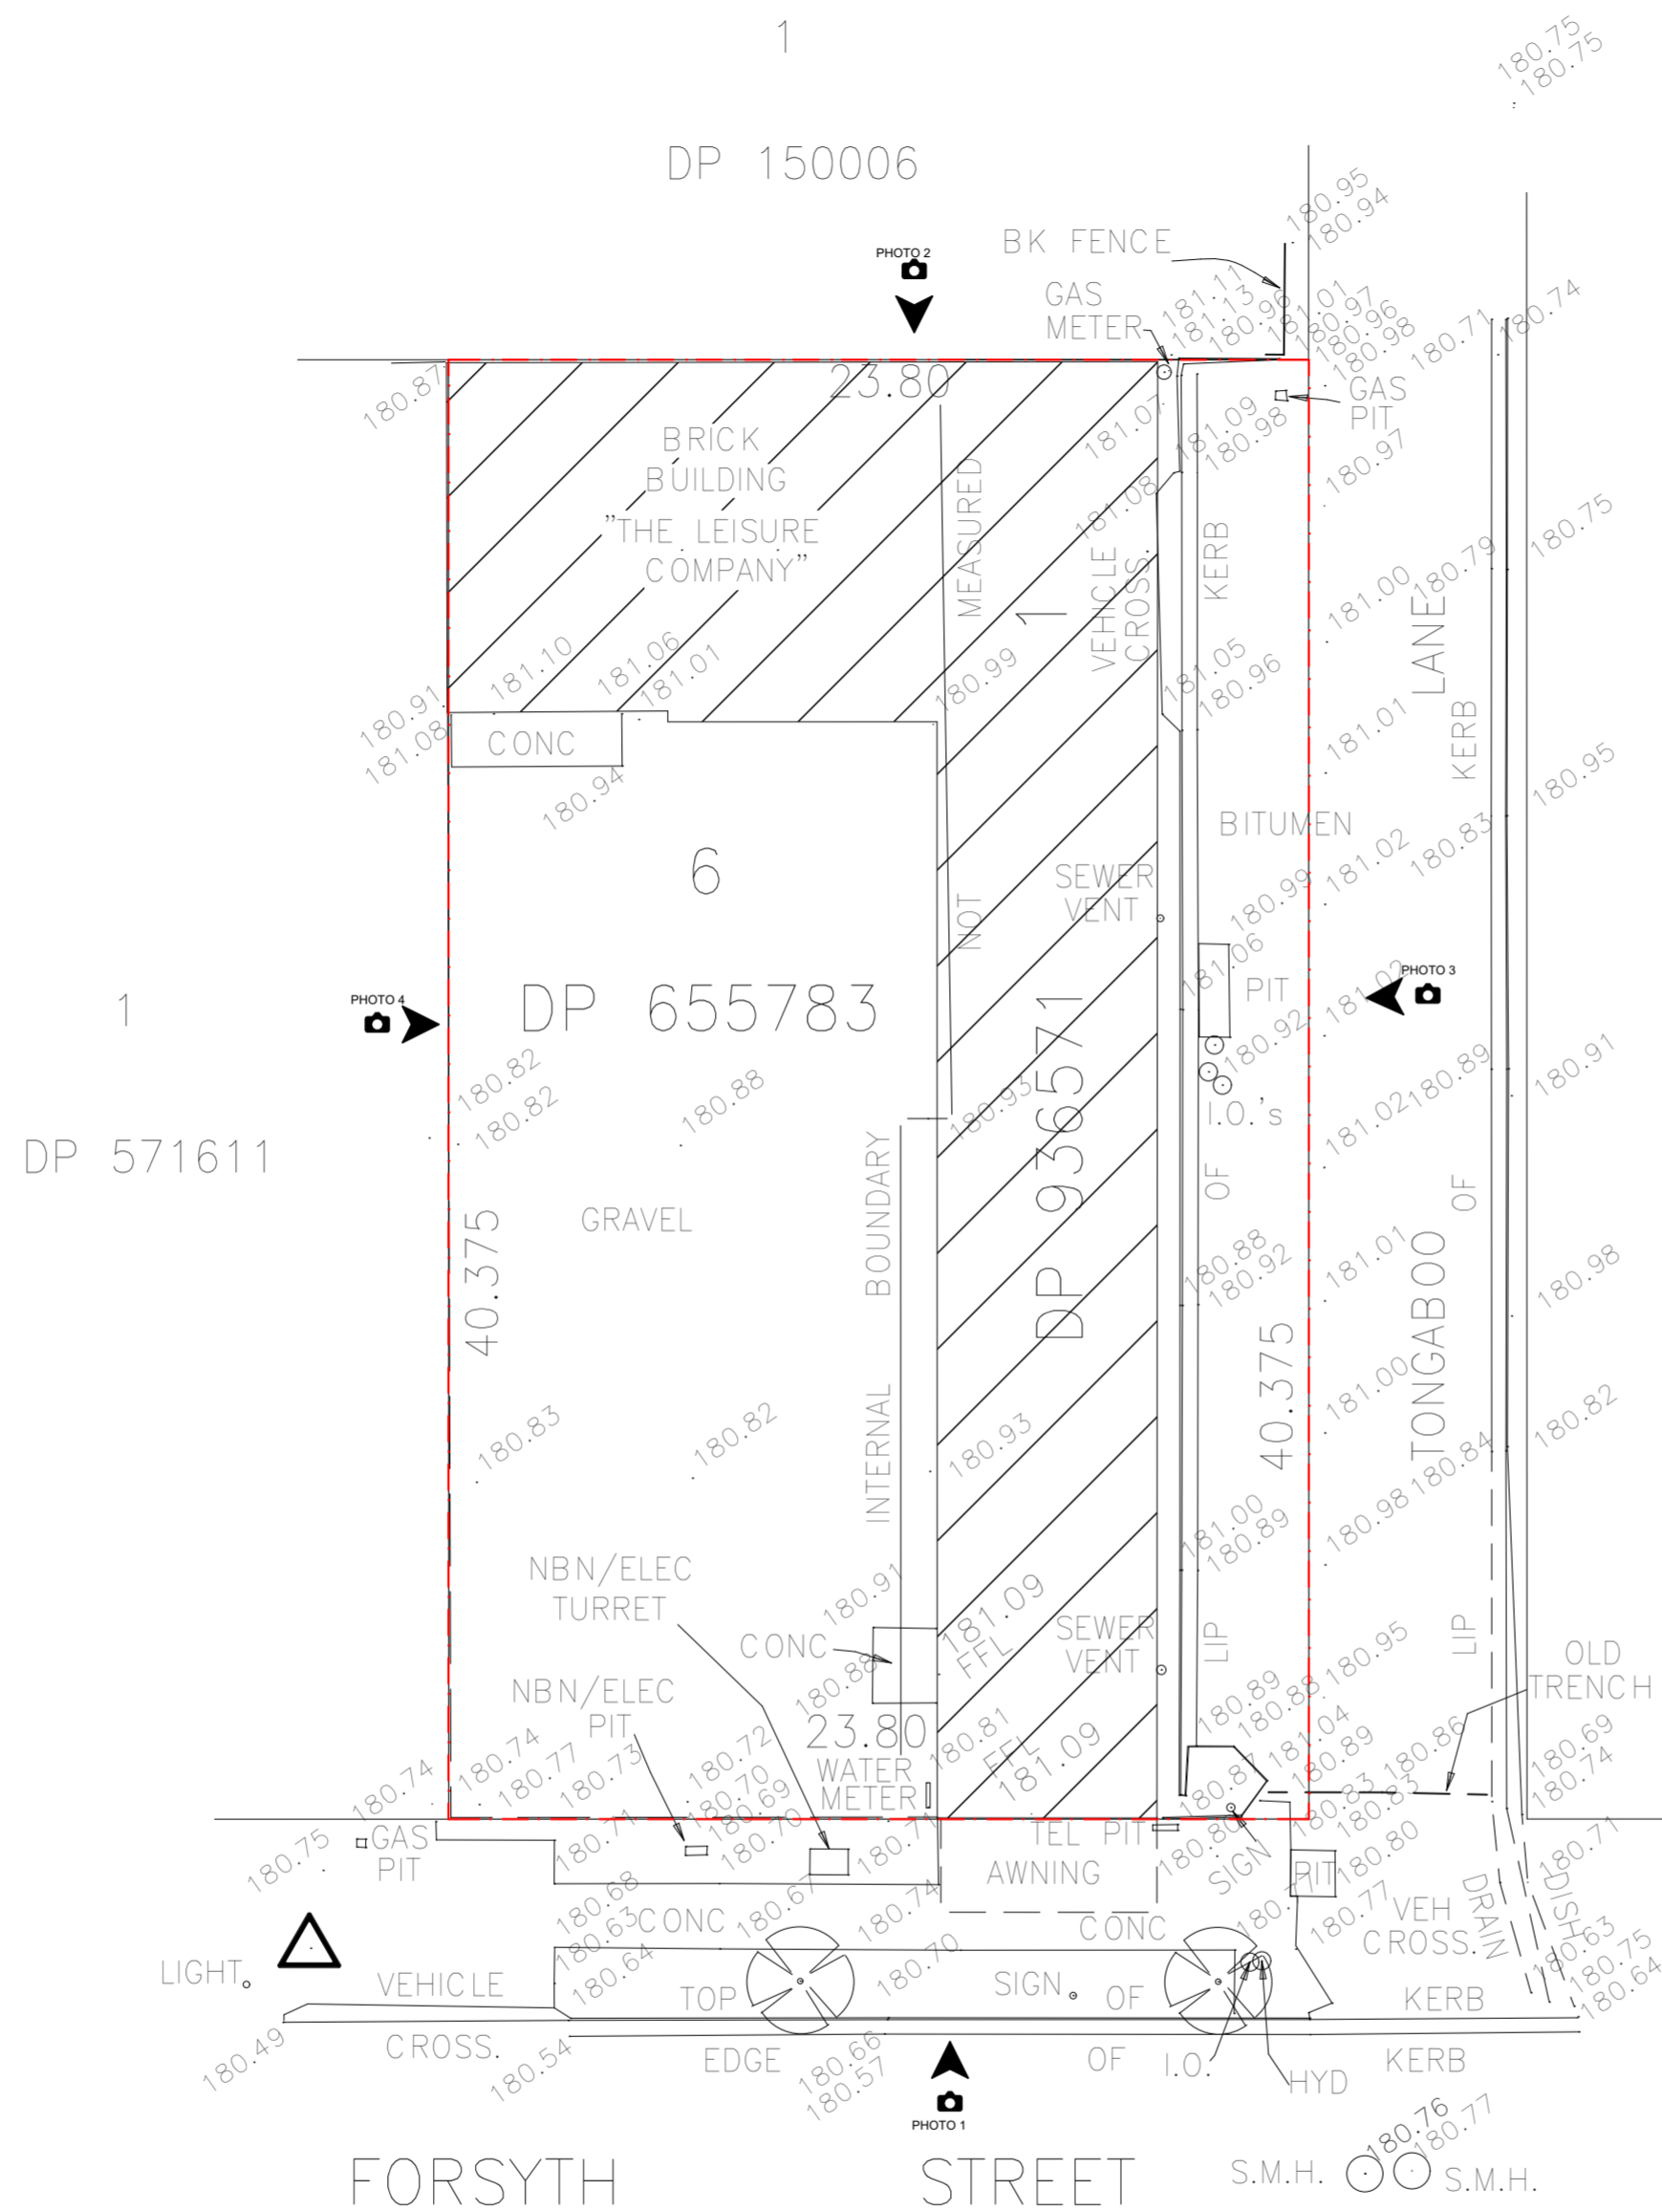 1
180.75
180.75
DP 150006
180.95
180.94
BK FENCE
PHOTO 2
GAS
METER
181.11
181.13
180.96
181.01
180.97
180.96
180.98
180.71
180.74
23.80
180.87
GAS
PIT
BRICK
BUILDING
"THE LEISURE
COMPANY"
MEASURED
181.07
181.09
180.98
180.97
181.08
VEHICLE
CROSS.
KERB
1
180.75
180.79
181.00
LANE
181.10
181.06
181.01
180.99
181.05
180.96
180.91
181.08
CONC
181.01
KERB
180.94
180.95
BITUMEN
6
SEWER
VENT
181.02
180.83
NOT
180.99
181.06
PIT
PHOTO 3
1
PHOTO 4
DP 655783
DP 936571
181.02
180.92
180.82
180.82
180.88
180.93
I.O.'s
181.02
180.89
180.91
DP 571611
BOUNDARY
OF
OF
GRAVEL
40.375
180.88
180.92
181.01
180.98
TONGABOO
40.375
180.83
180.82
INTERNAL
180.93
181.00
180.84
180.82
181.00
180.89
180.98
NBN/ELEC
TURRET
180.91
181.09
FFL
CONC
SEWER
VENT
LIP
LIP
180.95
OLD
TRENCH
180.88
NBN/ELEC
PIT
180.89
180.88
23.80
180.74
180.74
180.77
180.73
180.72
180.70
180.69
180.70
180.71
WATER
METER
180.81
FFL
181.09
181.04
180.89
180.86
180.69
180.74
180.87
180.83
180.83
180.75
GAS
PIT
180.71
TEL PIT
180.80
SIGN
180.80
PIT
180.71
AWNING
180.68
180.63
180.64
CONC
180.67
180.74
180.70
CONC
180.77
180.77
VEH
CROSS.
DRAIN
DISH
180.63
180.75
180.64
LIGHT
VEHICLE
CROSS.
TOP
SIGN
OF
KERB
180.49
180.54
EDGE
180.66
180.57
OF
I.O.
HYD
KERB
PHOTO 1
180.76
180.77
FORSYTH STREET
S.M.H.
S.M.H.